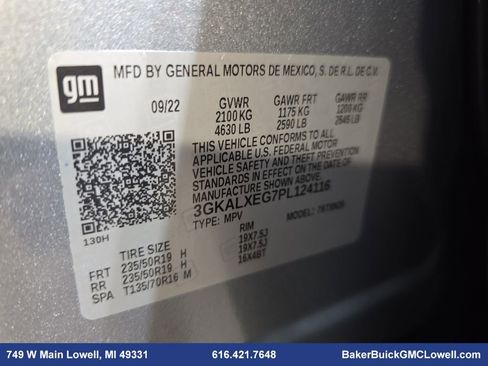 gm
MFD BY GENERAL MOTORS DE MEXICO, S. DE R.L. DE C.V.
09/22 GVWR GAWR FRT GAWR RR
2100 KG 1175 KG 1200 KG
4630 LB 2590 LB 2645 LB
THIS VEHICLE CONFORMS TO ALL
APPLICABLE U.S. FEDERAL MOTOR
VEHICLE SAFETY STANDARDS IN
EFFECT ON THE DATE OF
MANUFACTURE SHOWN ABOVE.
3GKALXEG7PL124116
TYPE: MPV MODEL:
130H
TIRE SIZE RIM
FRT 235/50R19 H 19X7.5J
RR 235/50R19 H 19X7.5J
SPA T135/70R16 M 16X4BT
749 W Main Lowell, MI 49331 616.421.7648 BakerBuickGMCLowell.com